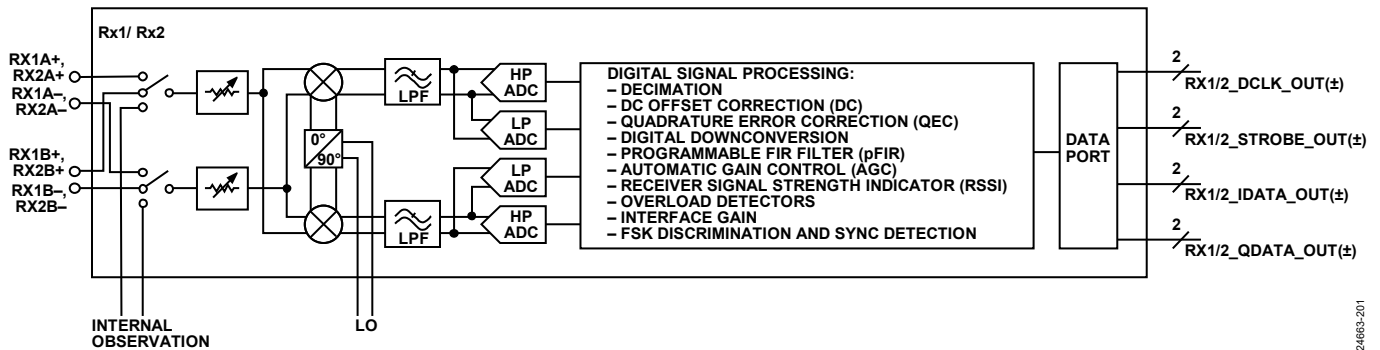 Rx1/ Rx2
RX1A+,
RX2A+
RX1A–,
RX2A–
RX1B+,
RX2B+
RX1B–,
RX2B–
INTERNAL
OBSERVATION
0°
90°
LO
LPF
LPF
HP
ADC
LP
ADC
LP
ADC
HP
ADC
DIGITAL SIGNAL PROCESSING:
– DECIMATION
– DC OFFSET CORRECTION (DC)
– QUADRATURE ERROR CORRECTION (QEC)
– DIGITAL DOWNCONVERSION
– PROGRAMMABLE FIR FILTER (pFIR)
– AUTOMATIC GAIN CONTROL (AGC)
– RECEIVER SIGNAL STRENGTH INDICATOR (RSSI)
– OVERLOAD DETECTORS
– INTERFACE GAIN
– FSK DISCRIMINATION AND SYNC DETECTION
DATA
PORT
2
RX1/2_DCLK_OUT(±)
2
RX1/2_STROBE_OUT(±)
2
RX1/2_IDATA_OUT(±)
2
RX1/2_QDATA_OUT(±)
24663-201